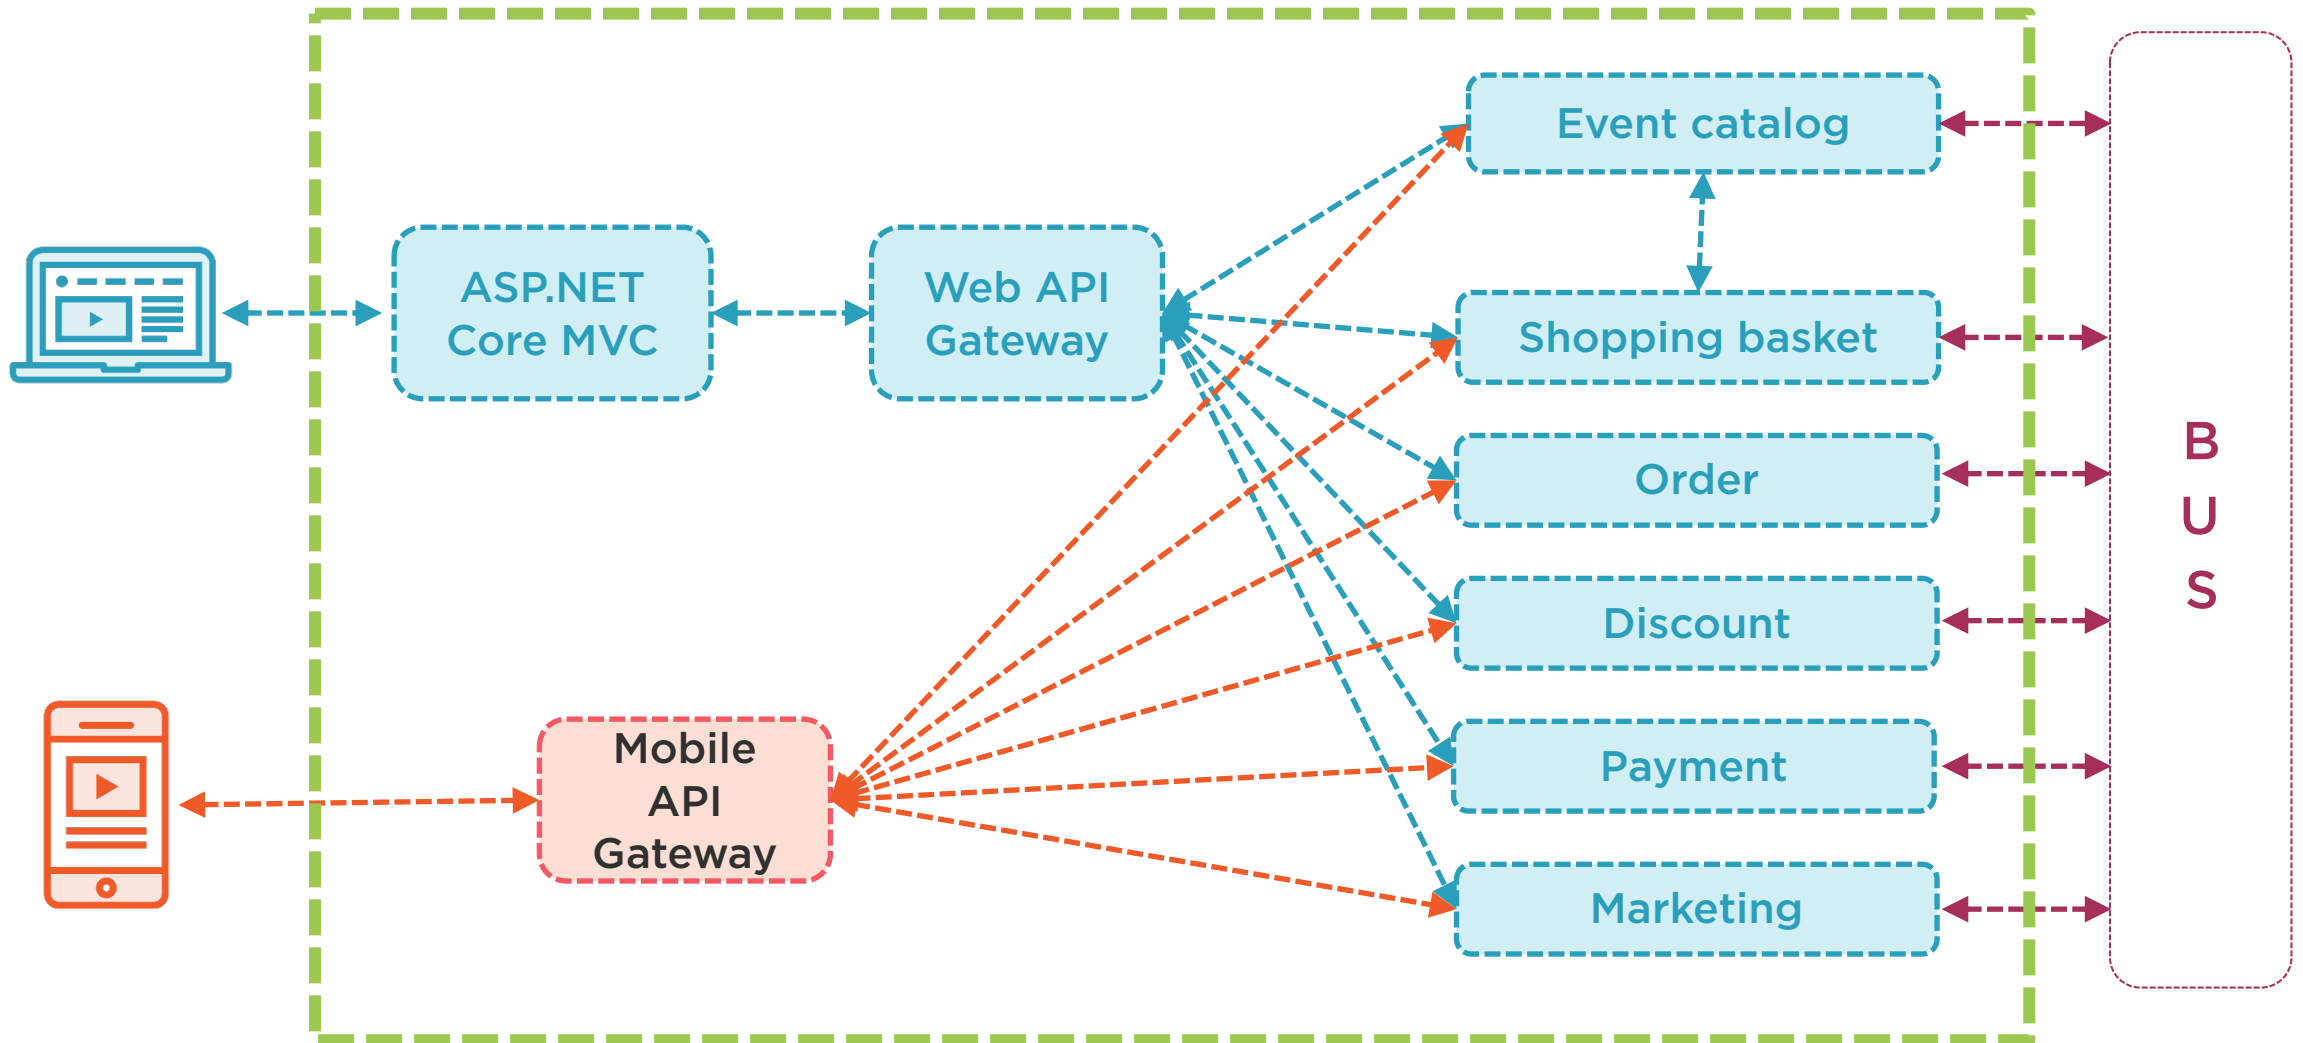 Event catalog
ASP.NET
Core MVC
Web API
Gateway
Shopping basket
Order
Discount
Mobile
API
Gateway
Payment
Marketing
B
U
S